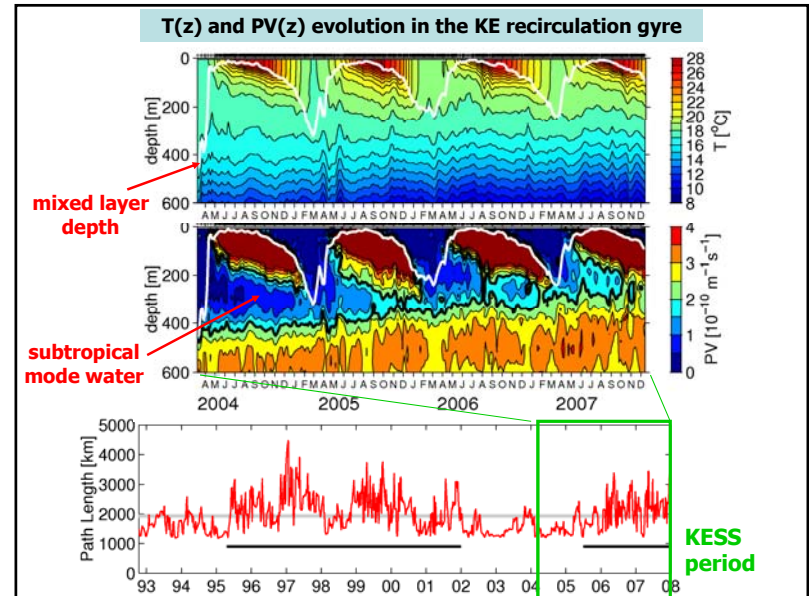 T(z) and PV(z) evolution in the KE recirculation gyre
0
200
400
600
depth [m]
A M J J A S O N D J F M A M J J A S O N D J F M A M J J A S O N D J F M A M J J A S O N D
28
26
24
22
20
18
16
14
12
10
8
T [°C]
mixed layer
depth
0
200
400
600
depth [m]
A M J J A S O N D J F M A M J J A S O N D J F M A M J J A S O N D J F M A M J J A S O N D
2004 2005 2006 2007
4
3
2
1
0
PV [10⁻¹⁰ m⁻¹s⁻¹]
subtropical
mode water
5000
4000
3000
2000
1000
0
Path Length [km]
93 94 95 96 97 98 99 00 01 02 03 04 05 06 07 08
KESS
period